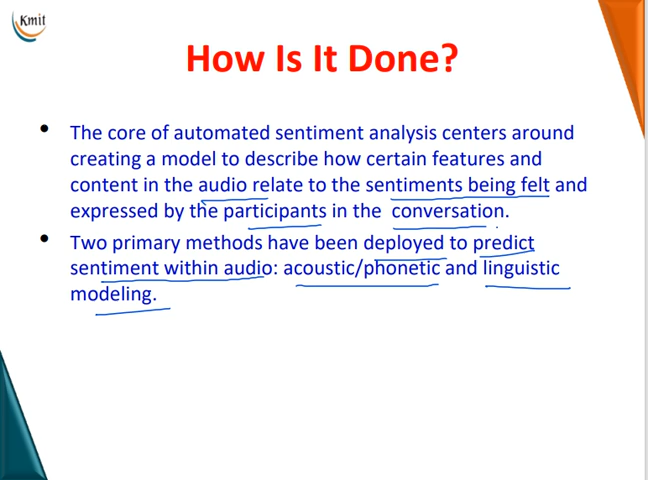 Kmit
How Is It Done?
• The core of automated sentiment analysis centers around
creating a model to describe how certain features and
content in the audio relate to the sentiments being felt and
expressed by the participants in the conversation.
• Two primary methods have been deployed to predict
sentiment within audio: acoustic/phonetic and linguistic
modeling.